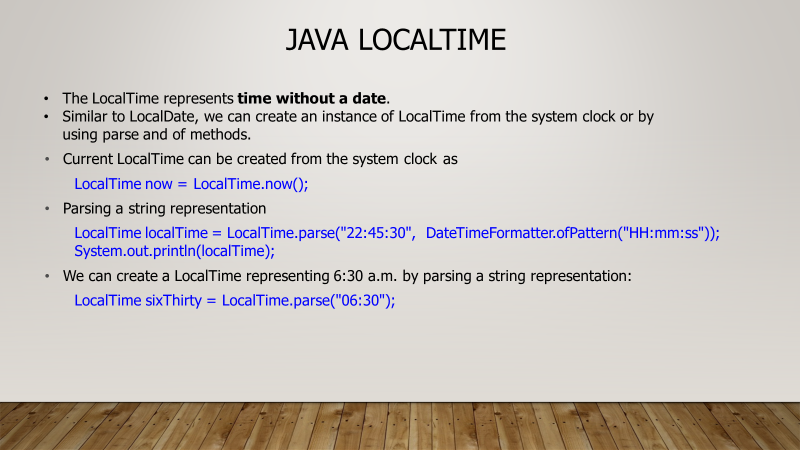 JAVA LOCALTIME
• The LocalTime represents time without a date.
• Similar to LocalDate, we can create an instance of LocalTime from the system clock or by
using parse and of methods.
• Current LocalTime can be created from the system clock as
LocalTime now = LocalTime.now();
• Parsing a string representation
LocalTime localTime = LocalTime.parse("22:45:30", DateTimeFormatter.ofPattern("HH:mm:ss"));
System.out.println(localTime);
• We can create a LocalTime representing 6:30 a.m. by parsing a string representation:
LocalTime sixThirty = LocalTime.parse("06:30");